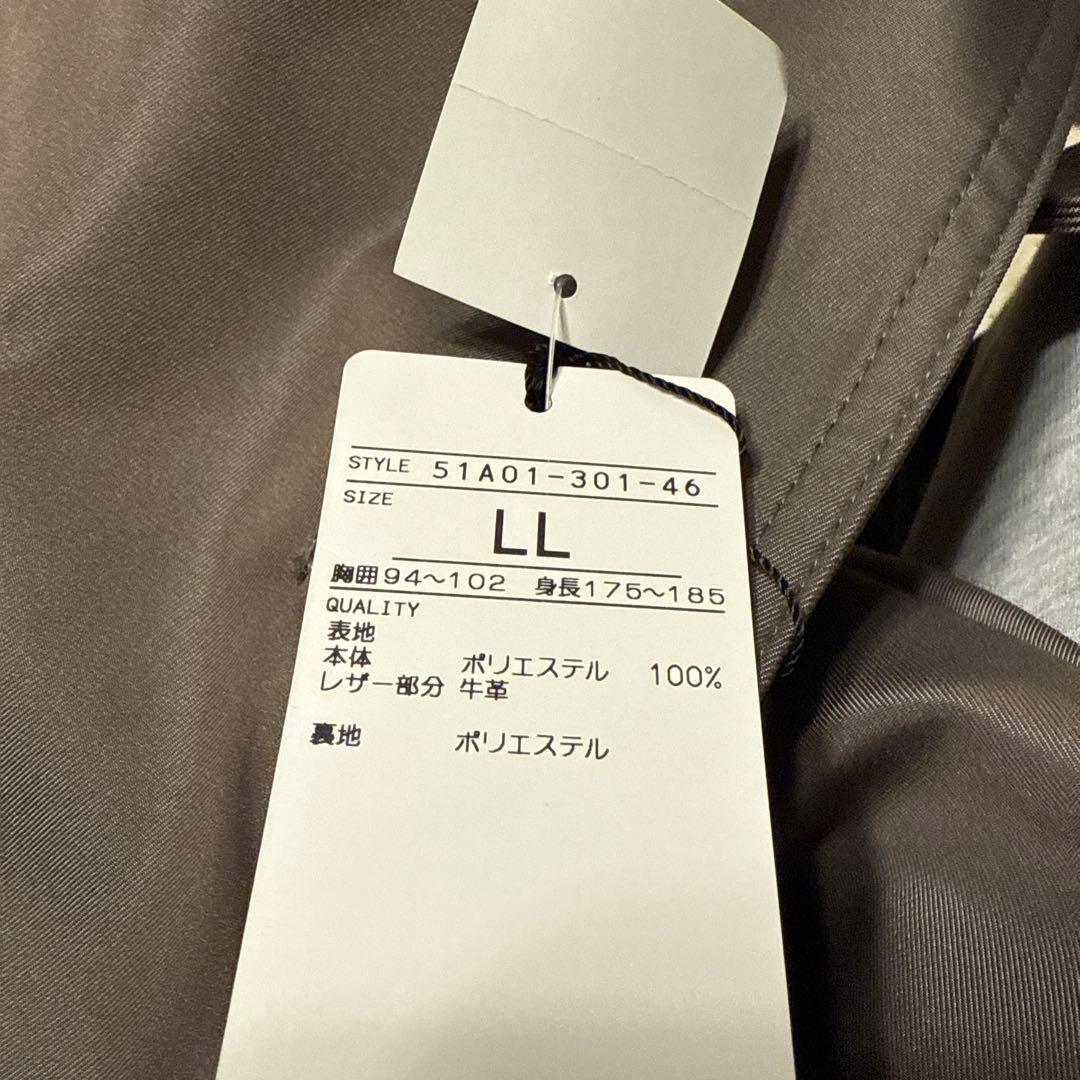 STYLE 51A01-301-46
SIZE
LL
胸囲94～102 身長175～185
QUALITY
表地
本体 ポリエステル 100%
レザー部分 牛革
裏地 ポリエステル